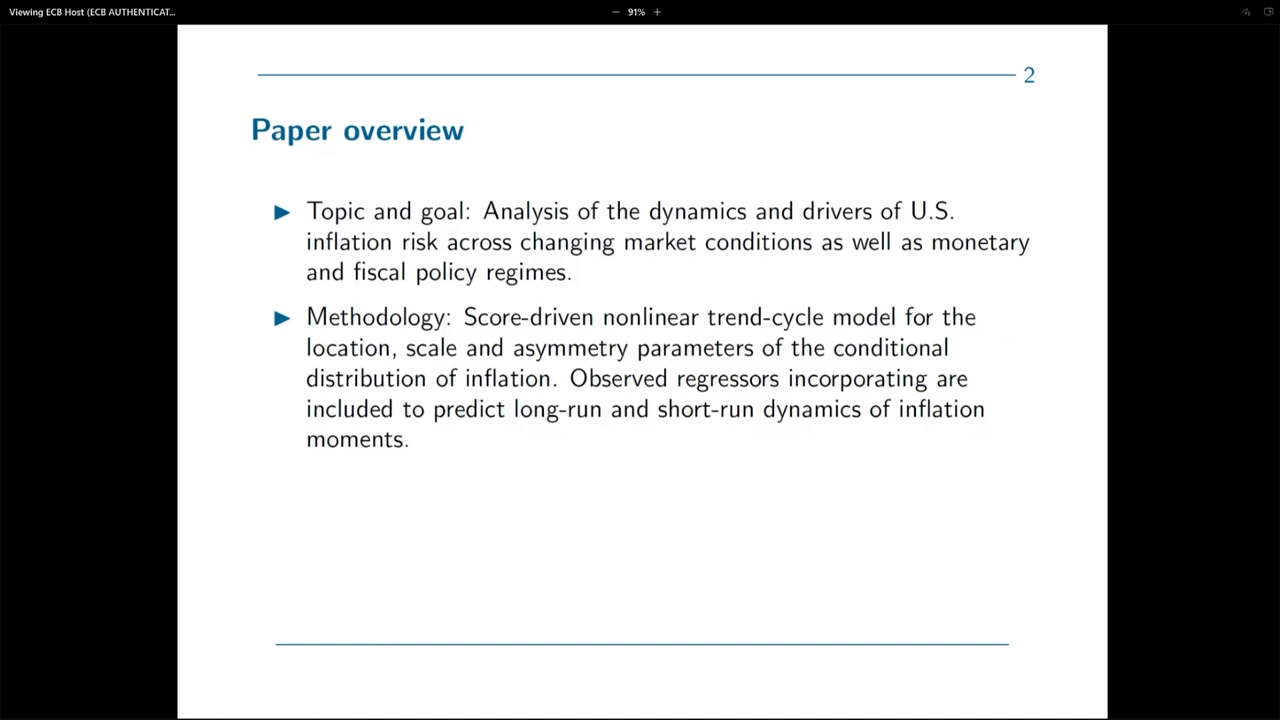 Viewing ECB Host (ECB AUTHENTICAT...
91%
2
Paper overview
Topic and goal: Analysis of the dynamics and drivers of U.S.
inflation risk across changing market conditions as well as monetary
and fiscal policy regimes.
Methodology: Score-driven nonlinear trend-cycle model for the
location, scale and asymmetry parameters of the conditional
distribution of inflation. Observed regressors incorporating are
included to predict long-run and short-run dynamics of inflation
moments.